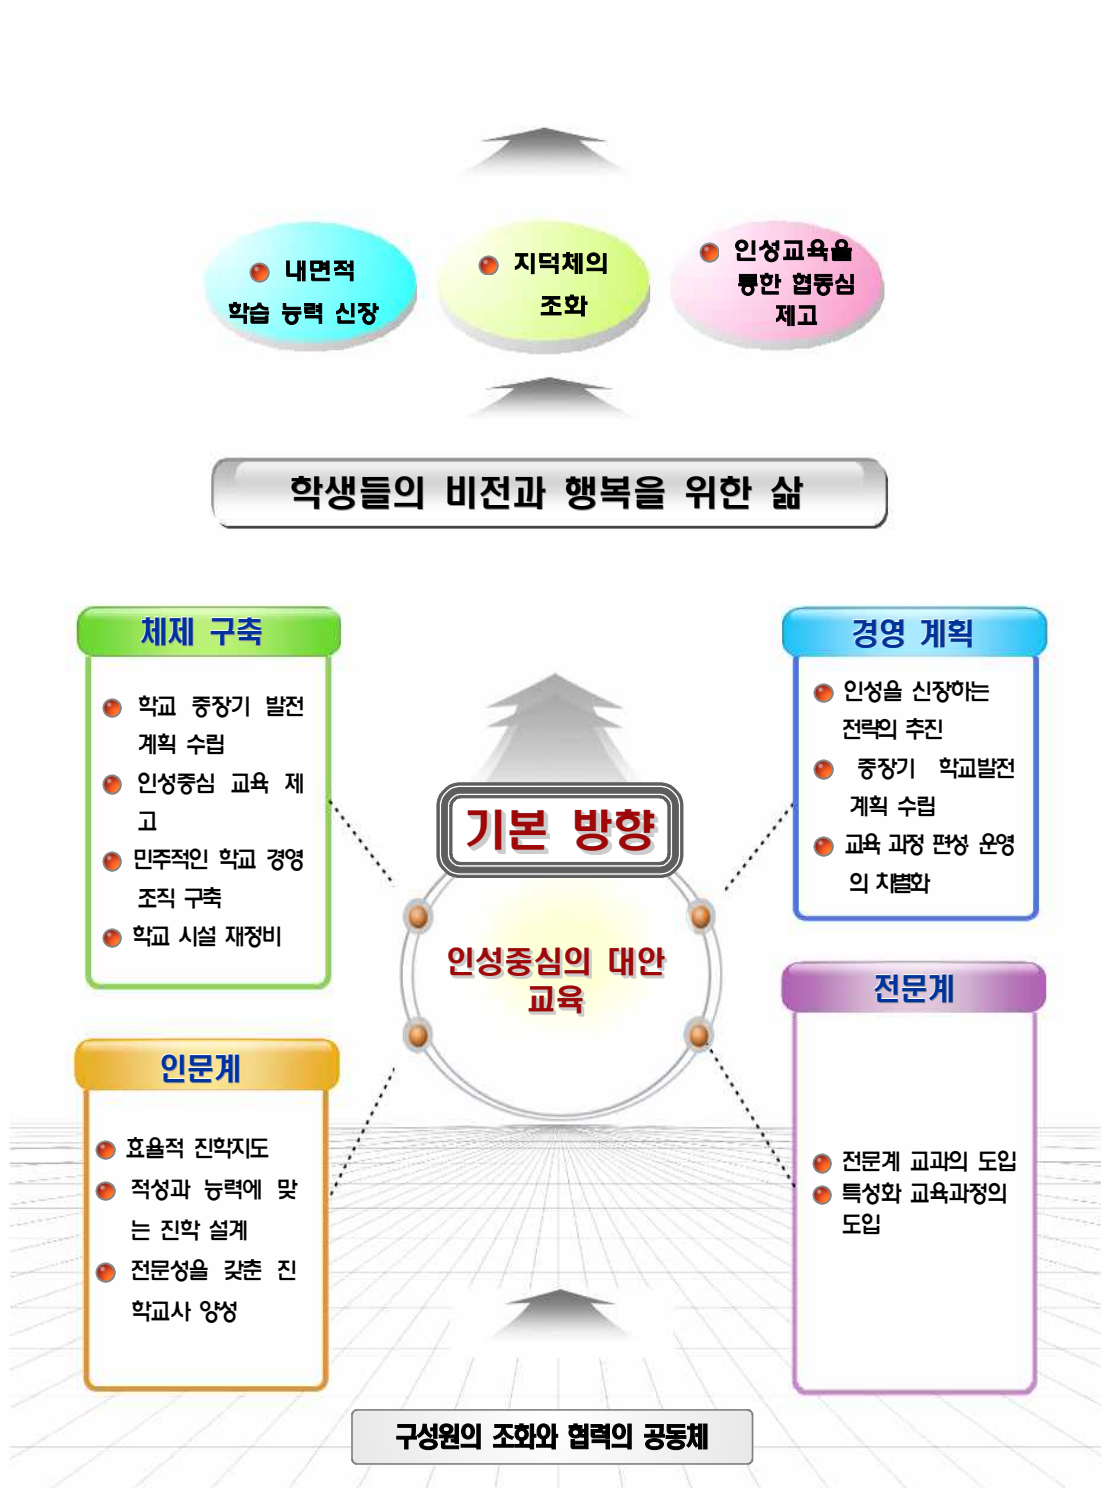 내면적
학습 능력 신장
지덕체의
조화
인성교육을
통한 협동심
제고
학생들의 비전과 행복을 위한 삶
체제 구축
학교 중장기 발전
계획 수립
인성중심 교육 제
고
민주적인 학교 경영
조직 구축
학교 시설 재정비
경영 계획
인성을 신장하는
전략의 추진
중장기 학교발전
계획 수립
교육 과정 편성 운영
의 차별화
기본 방향
인성중심의 대안
교육
인문계
효율적 진학지도
적성과 능력에 맞
는 진학 설계
전문성을 갖춘 진
학교사 양성
전문계
전문계 교과의 도입
특성화 교육과정의
도입
구성원의 조화와 협력의 공동체